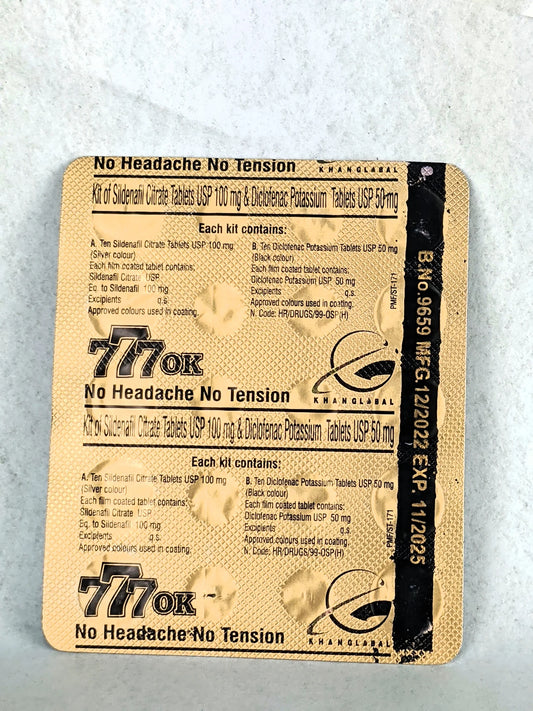 No Headache No Tension
KHANGLABAL
Kit of Sildenafil Citrate Tablets USP 100 mg & Diclofenac Potassium Tablets USP 50 mg
Each kit contains:
A. Ten Sildenafil Citrate Tablets USP 100 mg
(Silver colour)
Each film coated tablet contains:
Sildenafil Citrate USP
Eq. to Sildenafil 100 mg
Excipients q.s.
Approved colours used in coating.
B. Ten Diclofenac Potassium Tablets USP 50 mg
(Black colour)
Each film coated tablet contains:
Diclofenac Potassium USP 50 mg
Excipients q.s.
Approved colours used in coating.
N. Code: HR/DRUGS/99-OSP(H)
PMF/ST-171
777OK
No Headache No Tension
KHANGLABAL
Kit of Sildenafil Citrate Tablets USP 100 mg & Diclofenac Potassium Tablets USP 50 mg
Each kit contains:
A. Ten Sildenafil Citrate Tablets USP 100 mg
(Silver colour)
Each film coated tablet contains:
Sildenafil Citrate USP
Eq. to Sildenafil 100 mg
Excipients q.s.
Approved colours used in coating.
B. Ten Diclofenac Potassium Tablets USP 50 mg
(Black colour)
Each film coated tablet contains:
Diclofenac Potassium USP 50 mg
Excipients q.s.
Approved colours used in coating.
N. Code: HR/DRUGS/99-OSP(H)
PMF/ST-171
777OK
No Headache No Tension
KHANGLABAL
B.No.9659 MFG.12/2022 EXP. 11/2025